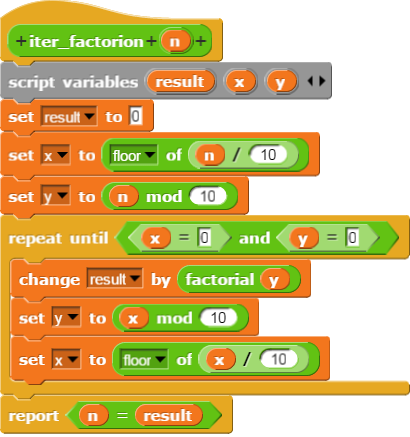 +iter_factorion+ n +
script variables result x y
set result to 0
set x to floor of n / 10
set y to n mod 10
repeat until x = 0 and y = 0
change result by factorial y
set y to x mod 10
set x to floor of x / 10
report n = result